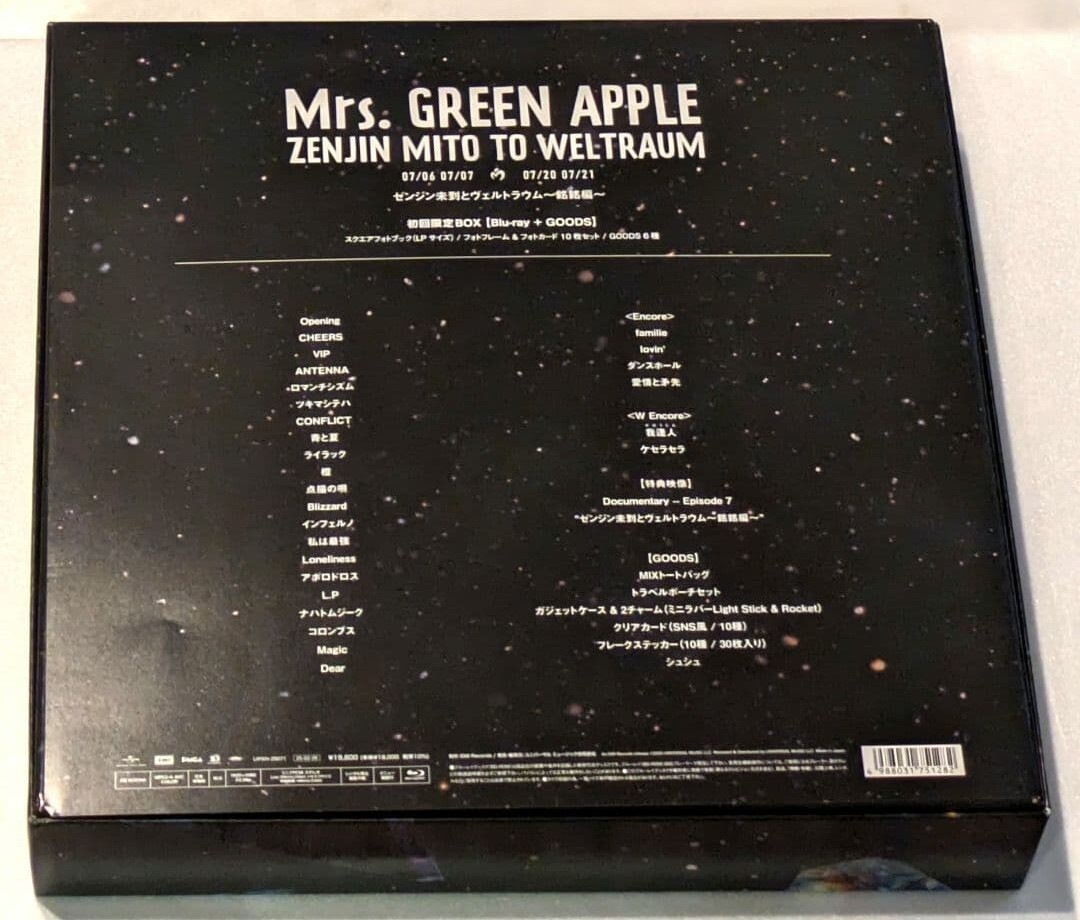 Mrs. GREEN APPLE
ZENJIN MITO TO WELTRAUM
07/06 07/07 07/20 07/21
ゼンジン未到とヴェルトラウム〜銘銘編〜
初回限定BOX【Blu-ray + GOODS】
スクエアフォトブック(LPサイズ) / フォトフレーム & フォトカード 10枚セット / GOODS 6種
Opening
CHEERS
VIP
ANTENNA
ロマンチシズム
ツキマシテハ
CONFLICT
青と夏
ライラック
橙
点描の唄
Blizzard
インフェルノ
私は最強
Loneliness
アポロドロス
L.P
ナハトムジーク
コロンブス
Magic
Dear
<Encore>
familie
lovin'
ダンスホール
愛情と矛先
<W Encore>
我逢人
ケセラセラ
【特典映像】
Documentary – Episode 7
"ゼンジン未到とヴェルトラウム〜銘銘編〜"
【GOODS】
MIXトートバッグ
トラベルポーチセット
ガジェットケース & 2チャーム(ミニラバーLight Stick & Rocket)
クリアカード(SNS風 / 10種)
フレークステッカー(10種 / 30枚入り)
シュシュ
¥19,800
4 988031 731282